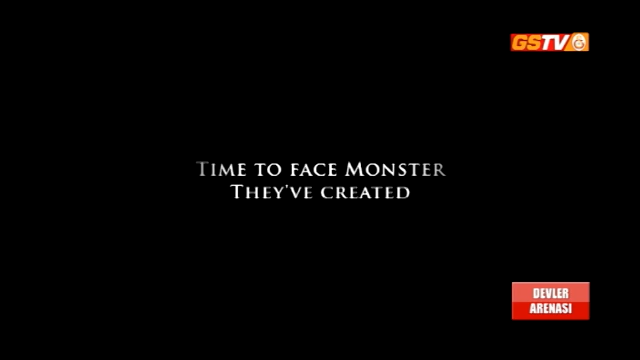 GSTV
TIME TO FACE MONSTER
THEY'VE CREATED
DEVLER
ARENASI